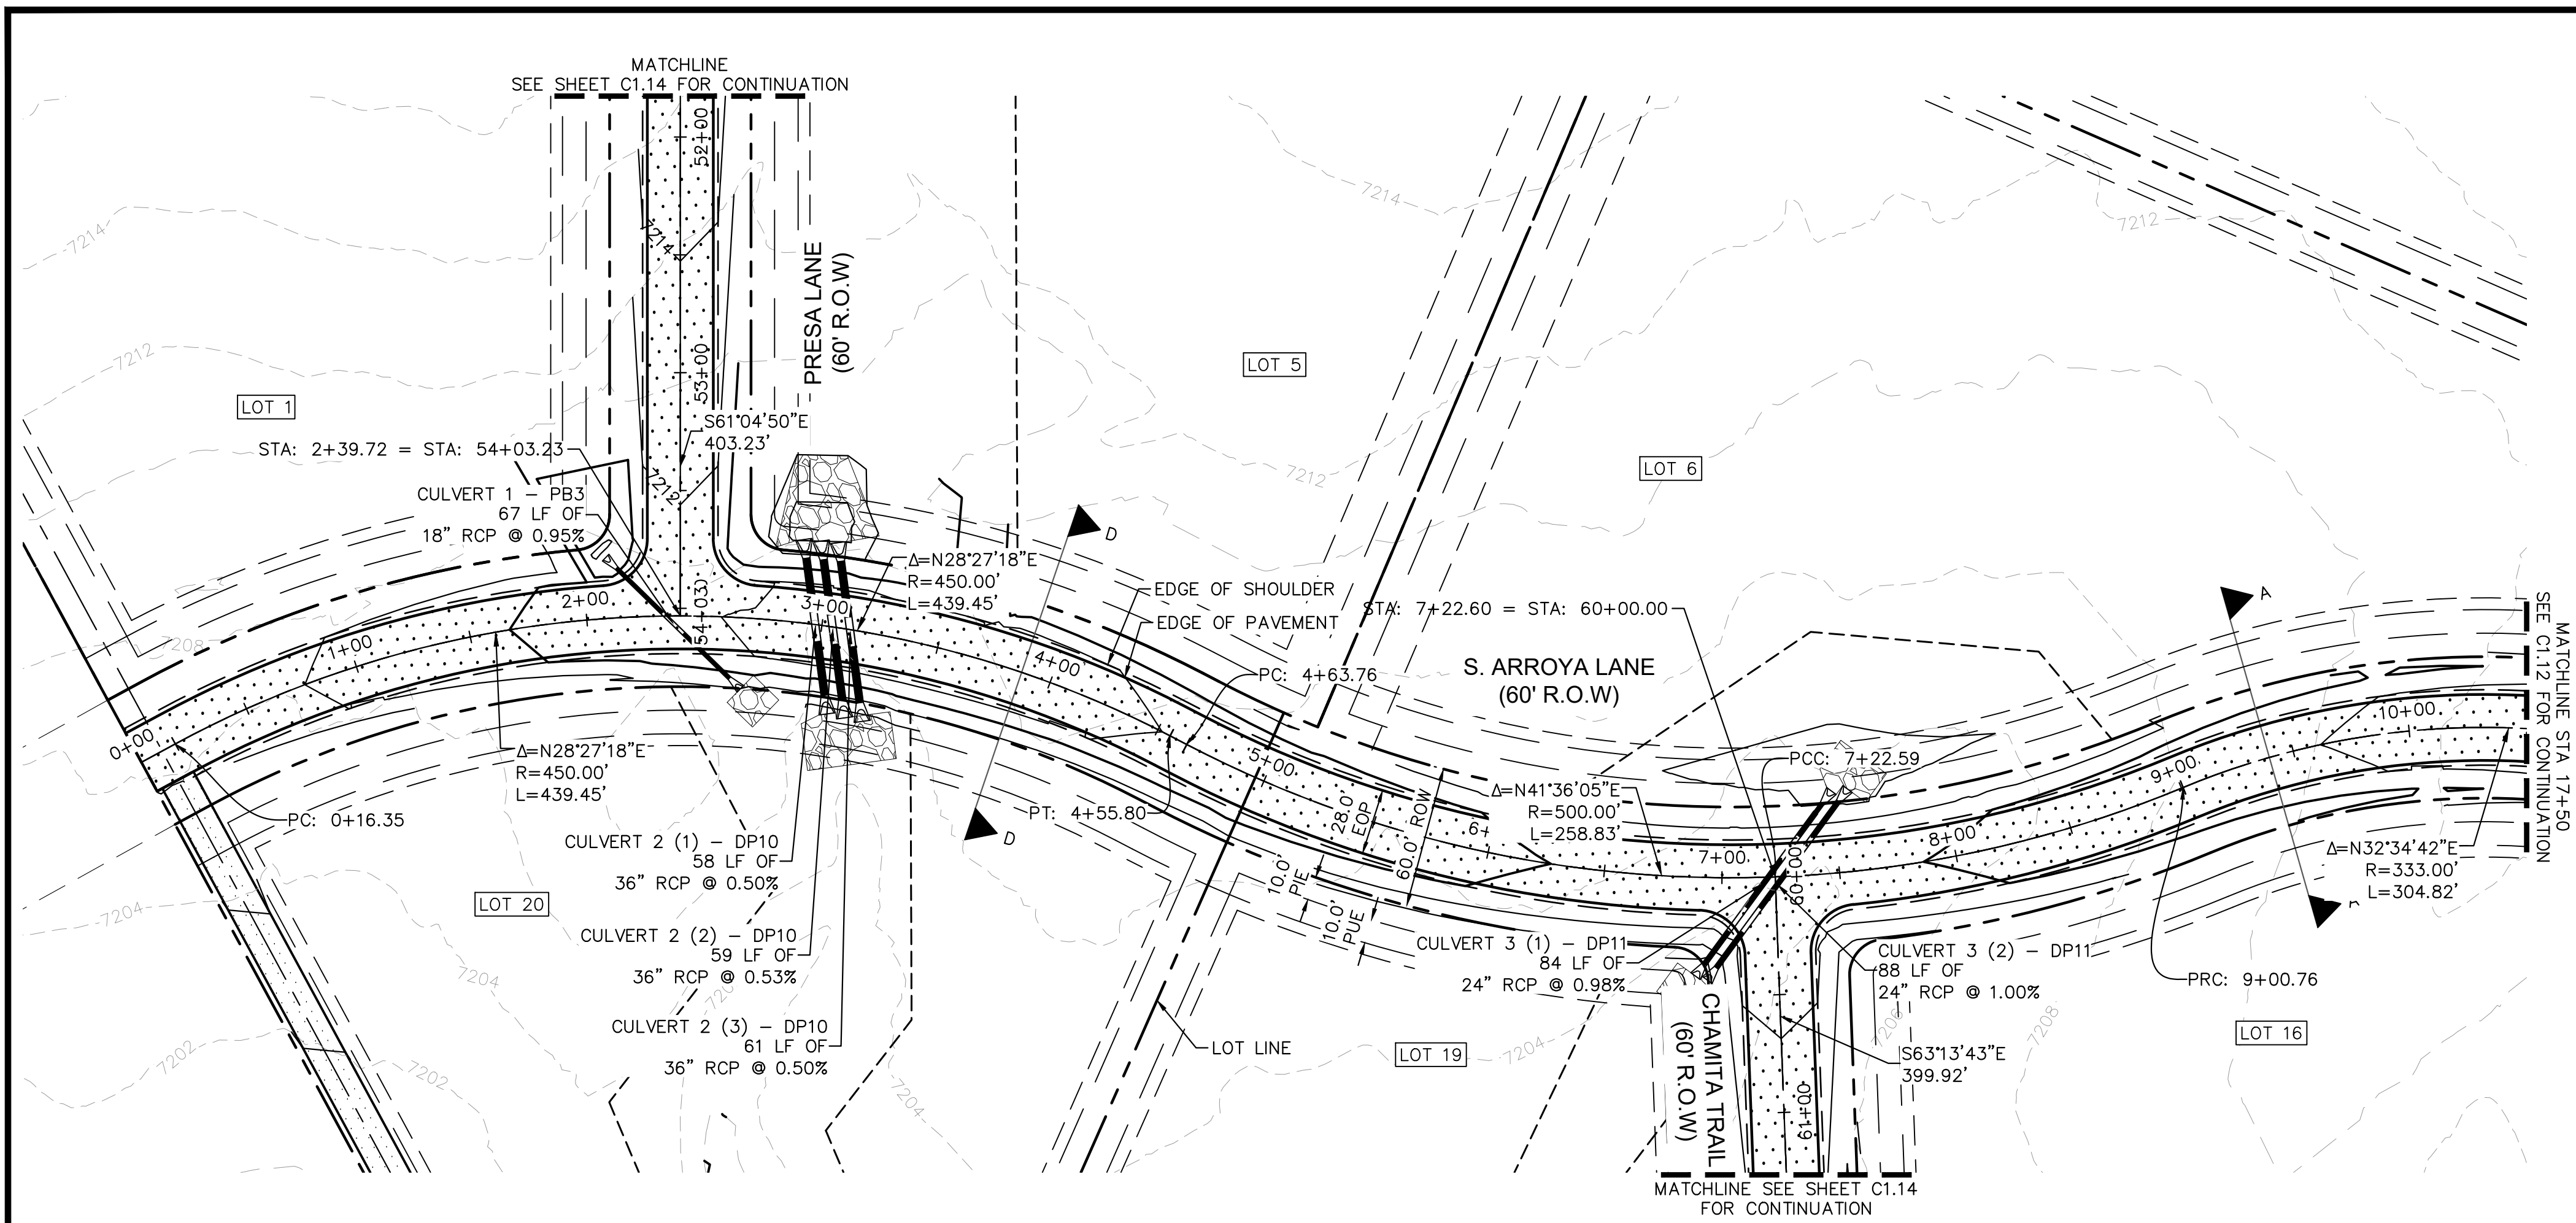 MATCHLINE
SEE SHEET C1.14 FOR CONTINUATION
52+00
7214
7214
7214
7212
PRESA LANE
(60' R.O.W)
53+00
7212
LOT 5
LOT 1
S61°04'50"E
403.23'
STA: 2+39.72 = STA: 54+03.23
7212
7212
LOT 6
CULVERT 1 - PB3
67 LF OF
18" RCP @ 0.95%
Δ=N28°27'18"E
R=450.00'
L=439.45'
EDGE OF SHOULDER
EDGE OF PAVEMENT
STA: 7+22.60 = STA: 60+00.00
D
A
2+00
54+03
3+00
7208
1+00
4+00
PC: 4+63.76
S. ARROYA LANE
(60' R.O.W)
MATCHLINE STA 17+50
SEE C1.12 FOR CONTINUATION
0+00
10+00
Δ=N28°27'18"E
R=450.00'
L=439.45'
5+00
PCC: 7+22.59
9+00
PC: 0+16.35
PT: 4+55.80
28.0'
EOP
60.0' ROW
Δ=N41°36'05"E
R=500.00'
L=258.83'
6+
7+00
8+00
60+00
D
CULVERT 2 (1) - DP10
58 LF OF
36" RCP @ 0.50%
Δ=N32°34'42"E
R=333.00'
L=304.82'
10.0'
PIE
10.0'
PUE
LOT 20
7204
CULVERT 2 (2) - DP10
59 LF OF
36" RCP @ 0.53%
CULVERT 3 (1) - DP11
84 LF OF
24" RCP @ 0.98%
CULVERT 3 (2) - DP11
88 LF OF
24" RCP @ 1.00%
PRC: 9+00.76
7204
CULVERT 2 (3) - DP10
61 LF OF
36" RCP @ 0.50%
LOT LINE
LOT 19
7204
CHAMITA TRAIL
(60' R.O.W)
7206
7208
LOT 16
7202
7202
7204
S63°13'43"E
399.92'
61+00
MATCHLINE SEE SHEET C1.14
FOR CONTINUATION